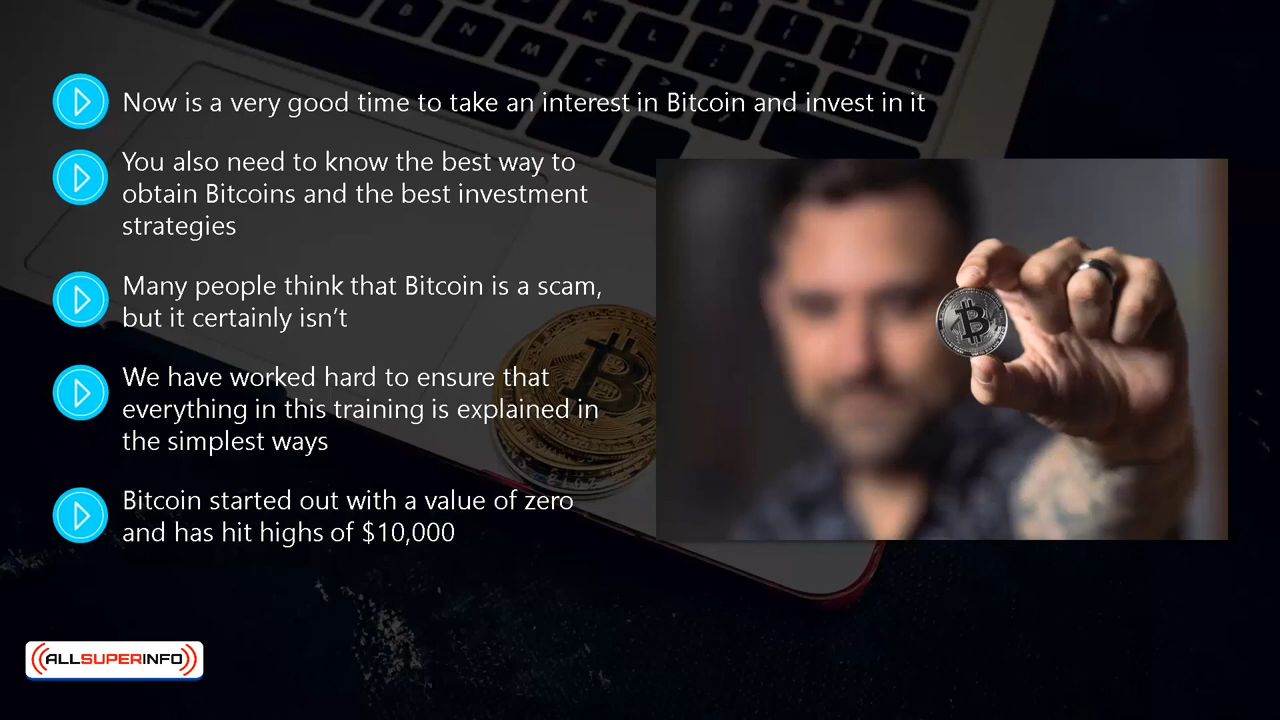 Now is a very good time to take an interest in Bitcoin and invest in it
You also need to know the best way to
obtain Bitcoins and the best investment
strategies
Many people think that Bitcoin is a scam,
but it certainly isn't
We have worked hard to ensure that
everything in this training is explained in
the simplest ways
Bitcoin started out with a value of zero
and has hit highs of $10,000
ALLSUPERINFO